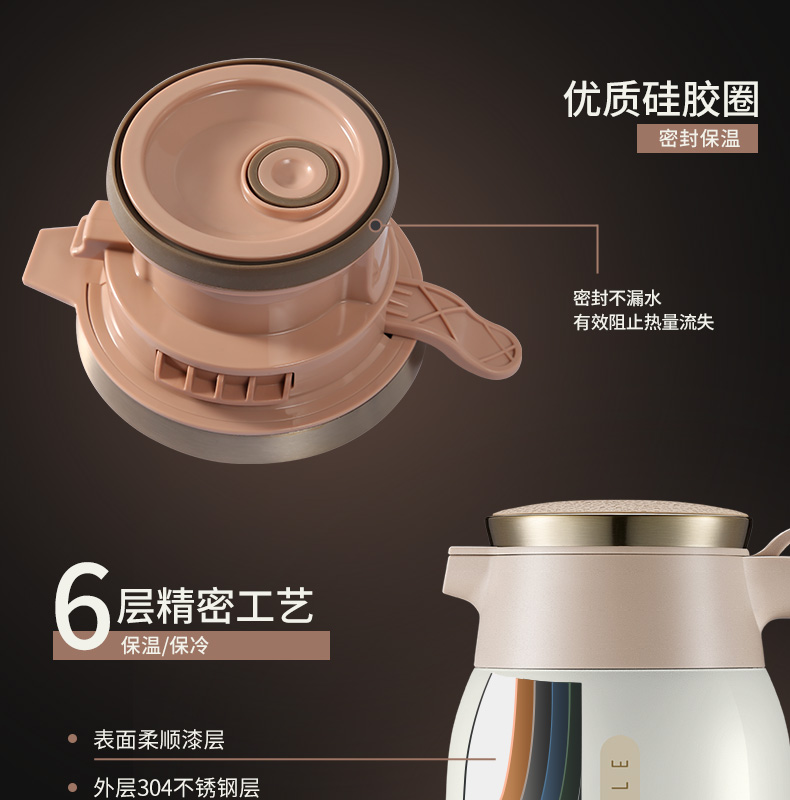 优质硅胶圈
密封保温
密封不漏水
有效阻止热量流失
6层精密工艺
保温/保冷
表面柔顺漆层
外层304不锈钢层
LE